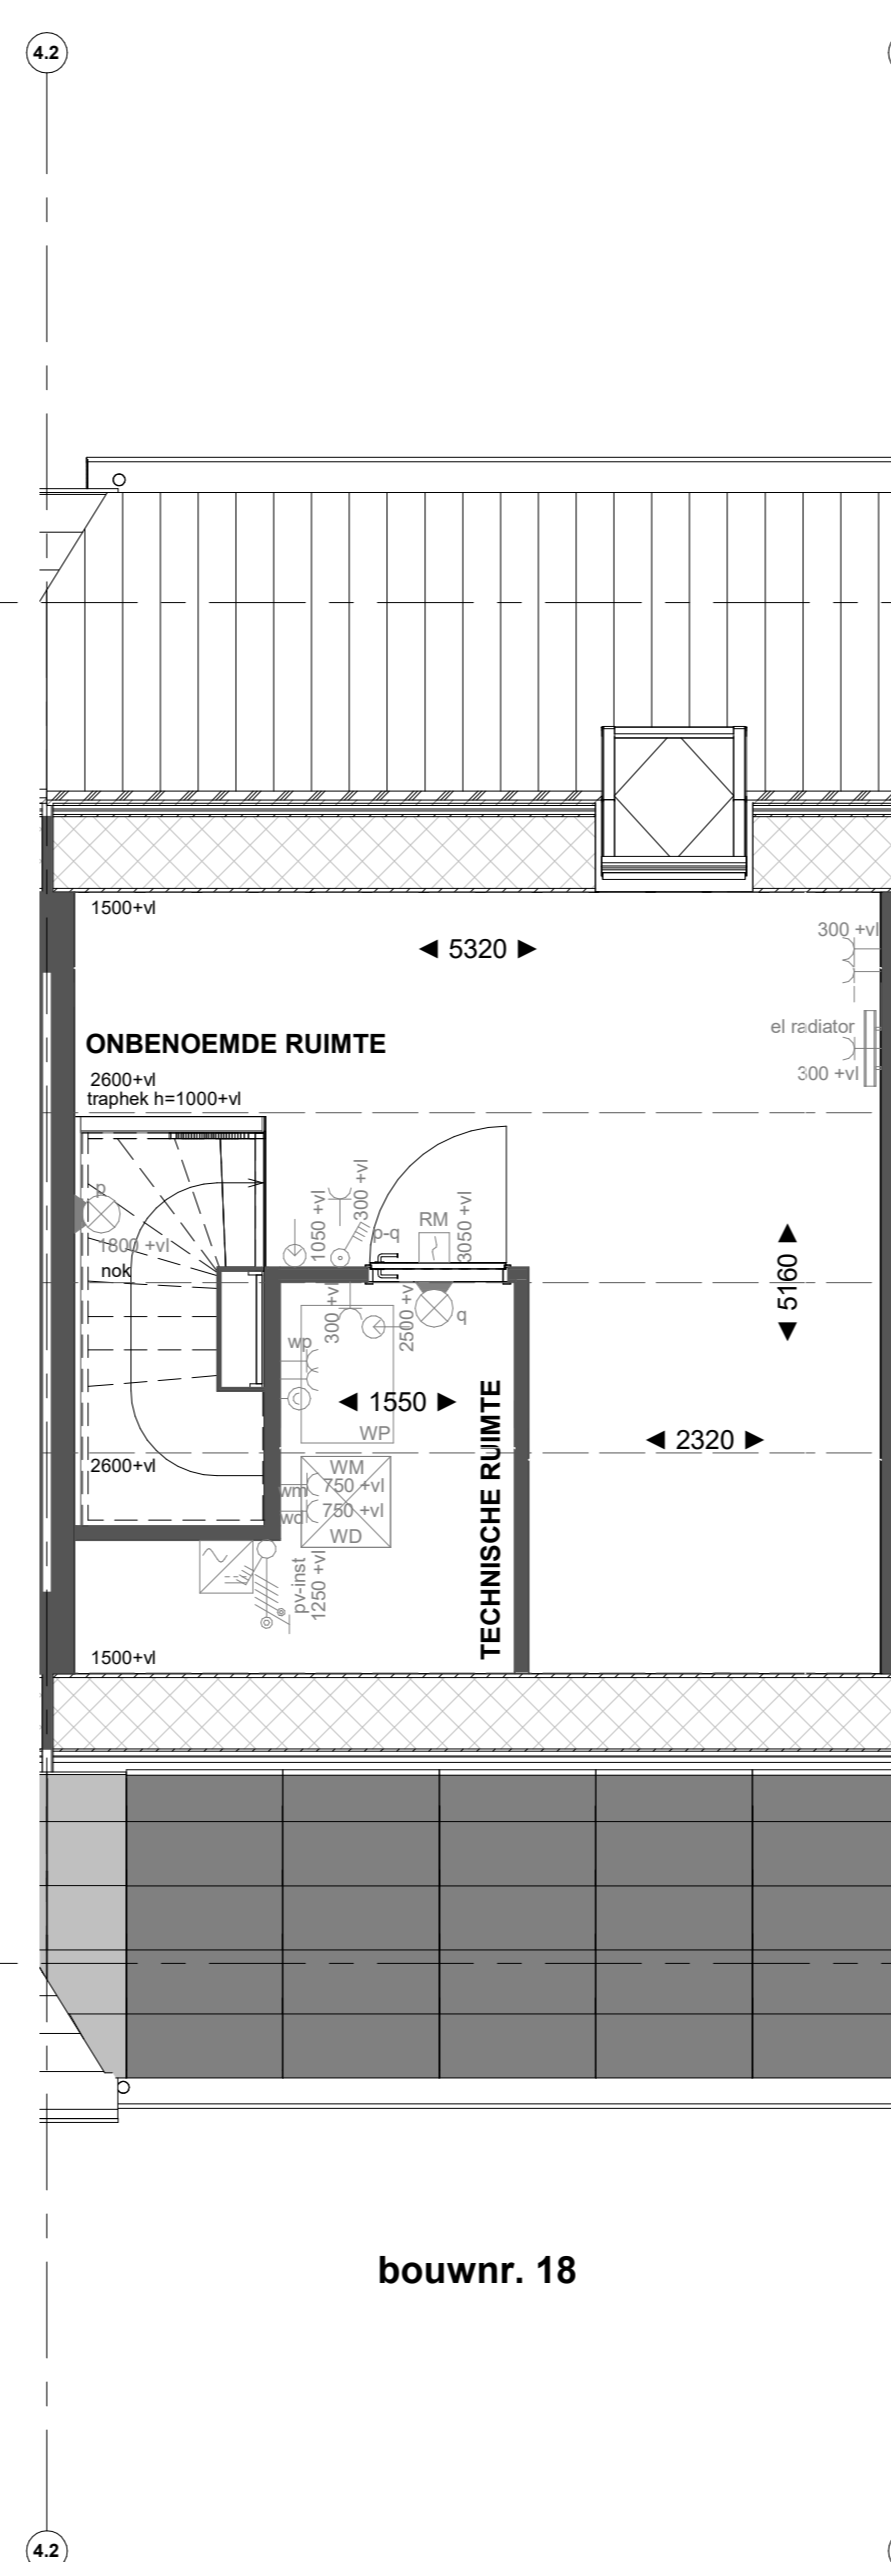 4.2
1500+vl
5320
300 +vl
ONBENOEMDE RUIMTE
el radiator
300 +vl
2600+vl
traphek h=1000+vl
p
1800 +vl
nok
1050 +vl
300 +vl
p-q
RM
3050 +vl
5160
300 +vl
2500 +v
q
wp
1550
WP
TECHNISCHE RUIMTE
2320
2600+vl
WM
wm
750 +vl
wd
750 +vl
WD
pv-inst
1250 +vl
1500+vl
bouwnr. 18
4.2